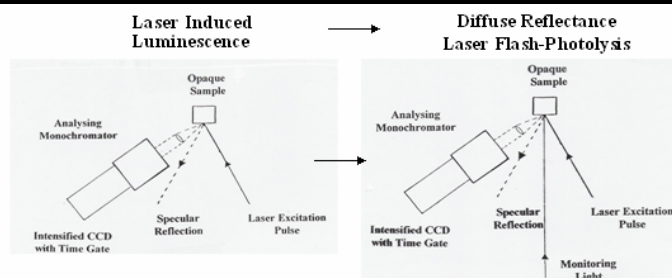 Laser Induced
Luminescence
Diffuse Reflectance
Laser Flash-Photolysis
Opaque
Sample
Analysing
Monochromator
Specular
Reflection
Laser Excitation
Pulse
Intensified CCD
with Time Gate
Opaque
Sample
Analysing
Monochromator
Specular
Reflection
Laser Excitation
Pulse
Intensified CCD
with Time Gate
Monitoring
Light